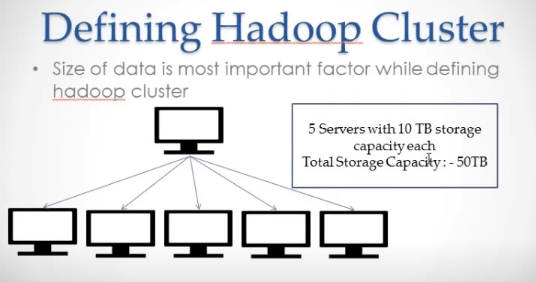 Defining Hadoop Cluster
• Size of data is most important factor while defining
hadoop cluster
5 Servers with 10 TB storage
capacity each
Total Storage Capacity : - 50TB